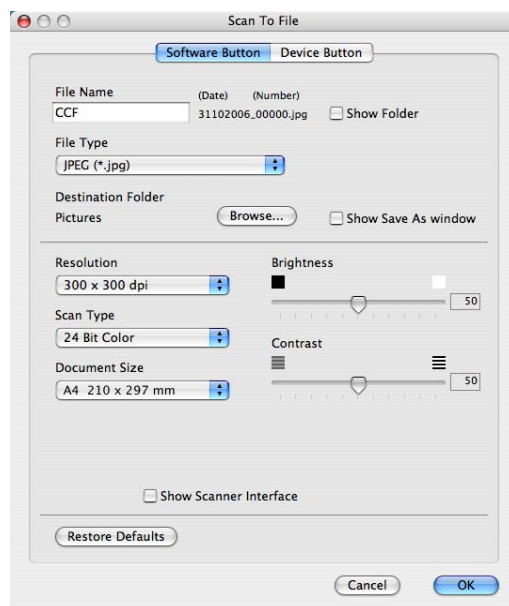 Scan To File
Software Button Device Button
File Name
(Date) (Number)
CCF 31102006_00000.jpg Show Folder
File Type
JPEG (*.jpg)
Destination Folder
Pictures Browse... Show Save As window
Resolution Brightness
300 x 300 dpi
50
Scan Type
24 Bit Color
Contrast
Document Size
A4 210 x 297 mm
50
Show Scanner Interface
Restore Defaults
Cancel OK